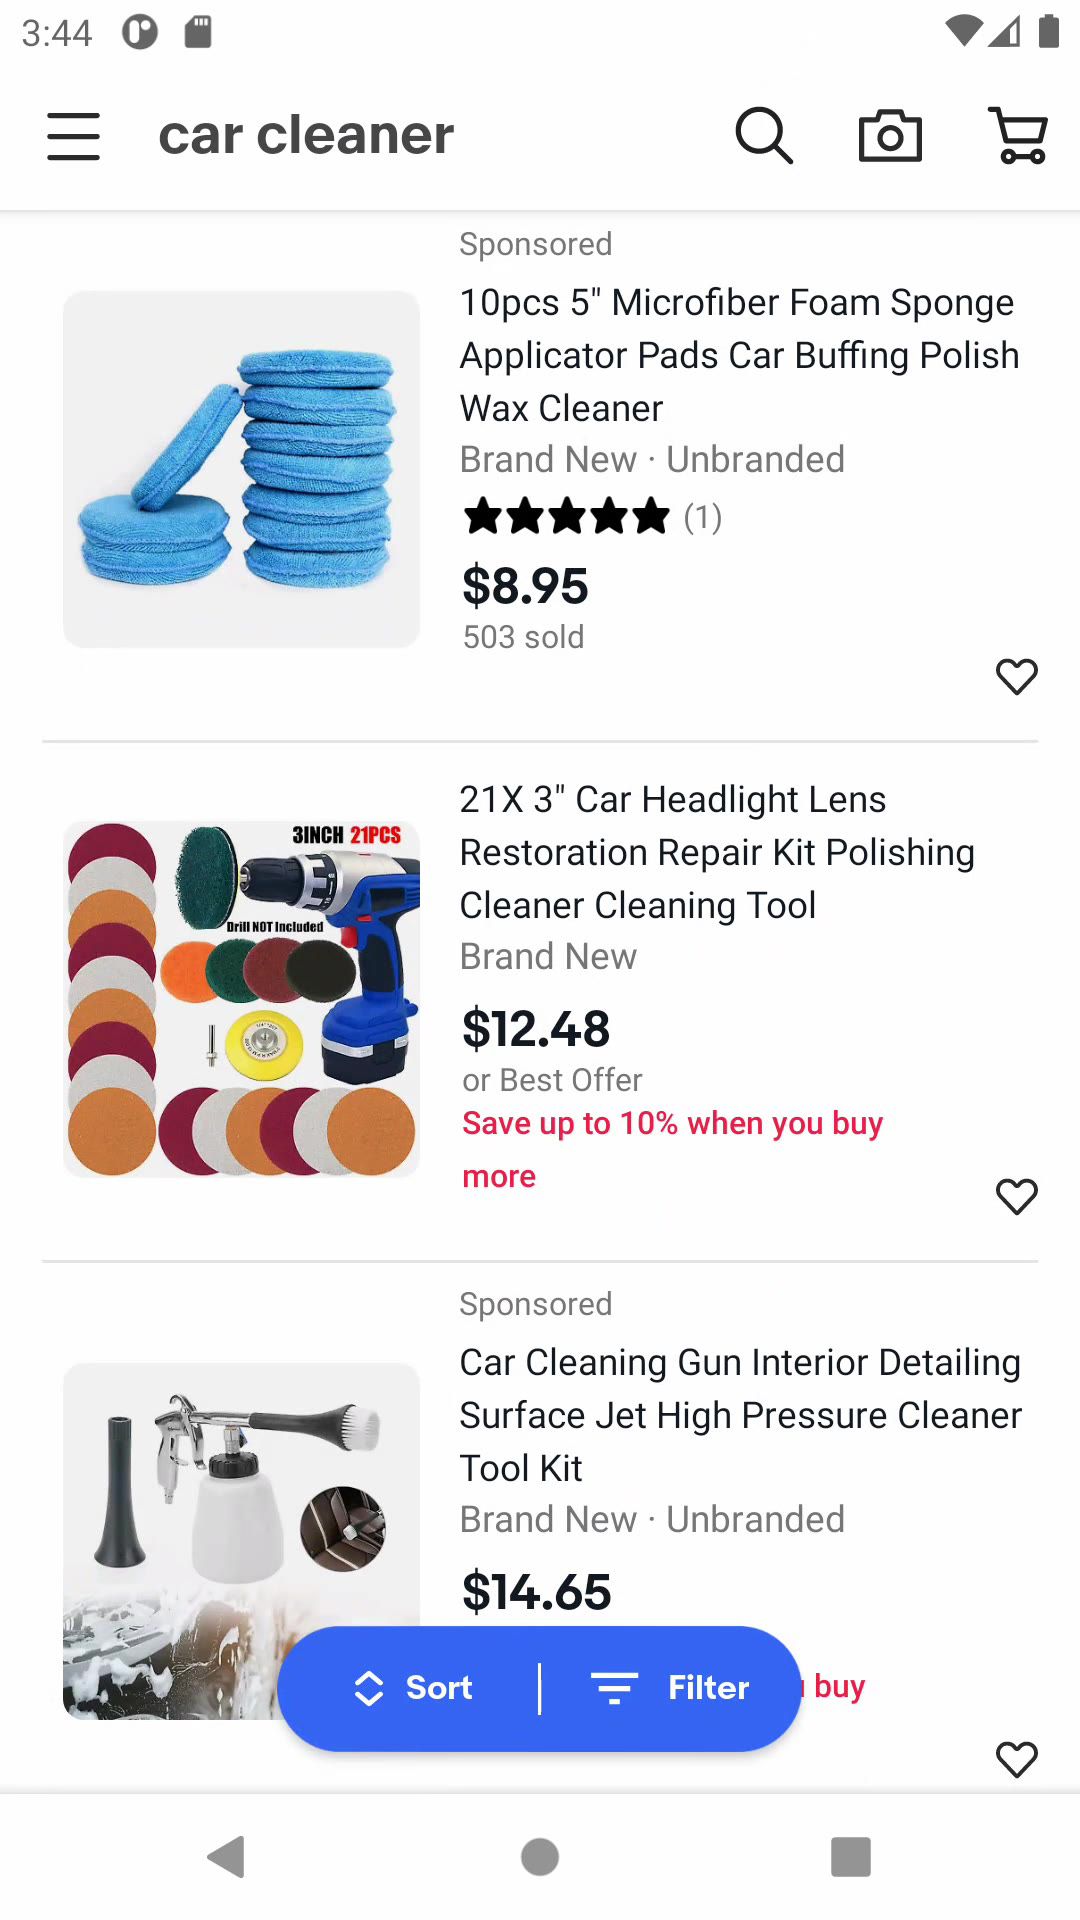 3:44
car cleaner
Sponsored
10pcs 5" Microfiber Foam Sponge
Applicator Pads Car Buffing Polish
Wax Cleaner
Brand New · Unbranded
(1)
$8.95
503 sold
21X 3" Car Headlight Lens
Restoration Repair Kit Polishing
Cleaner Cleaning Tool
Brand New
$12.48
or Best Offer
Save up to 10% when you buy
more
3INCH 21PCS
Drill NOT Included
Sponsored
Car Cleaning Gun Interior Detailing
Surface Jet High Pressure Cleaner
Tool Kit
Brand New · Unbranded
$14.65
buy
Sort
Filter